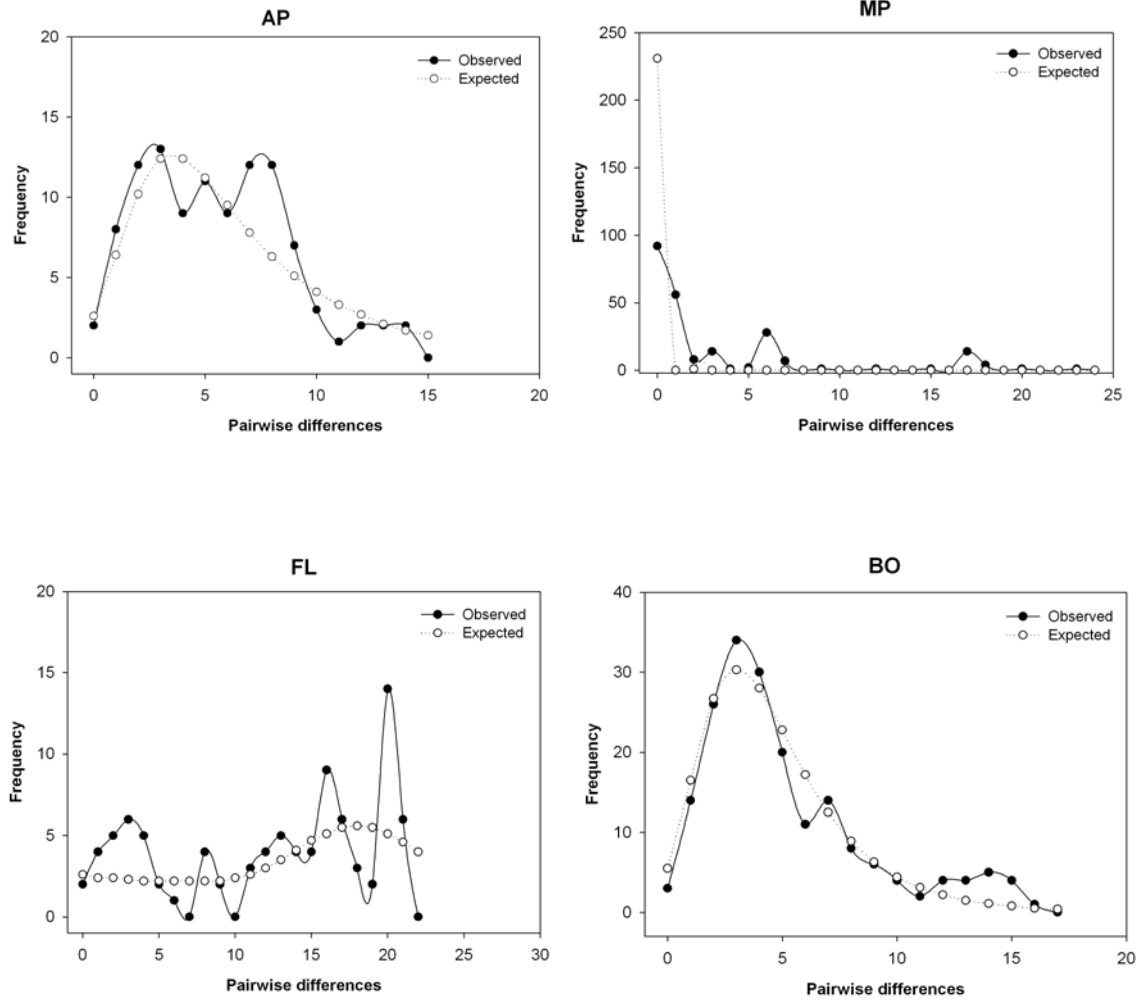 AP
20
15
10
5
0
Frequency
Observed
Expected
0 5 10 15 20
Pairwise differences
MP
250
200
150
100
50
0
Frequency
Observed
Expected
0 5 10 15 20 25
Pairwise differences
FL
20
15
10
5
0
Frequency
Observed
Expected
0 5 10 15 20 25 30
Pairwise differences
BO
40
30
20
10
0
Frequency
Observed
Expected
0 5 10 15 20
Pairwise differences